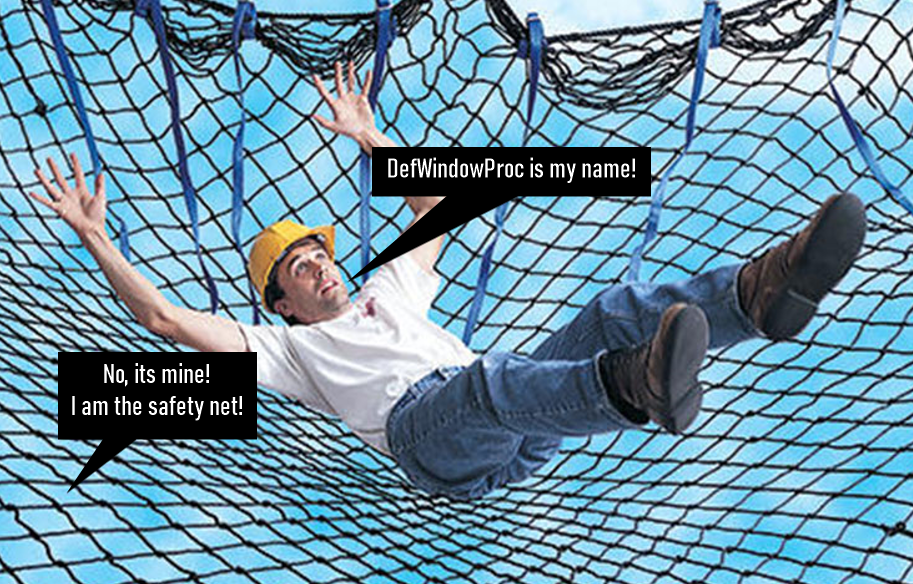 DefWindowProc is my name!
No, its mine!
I am the safety net!